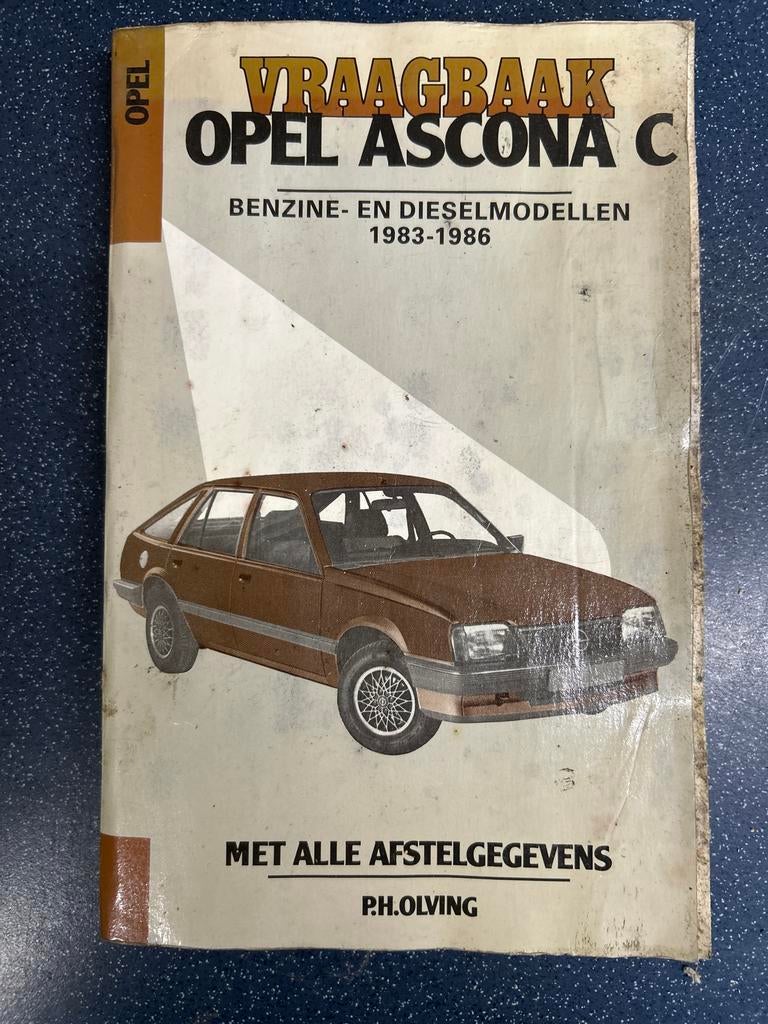 OPEL
VRAAGBAAK
OPEL ASCONA C
BENZINE- EN DIESELMODELLEN
1983-1986
MET ALLE AFSTELGEGEVENS
P.H.OLVING